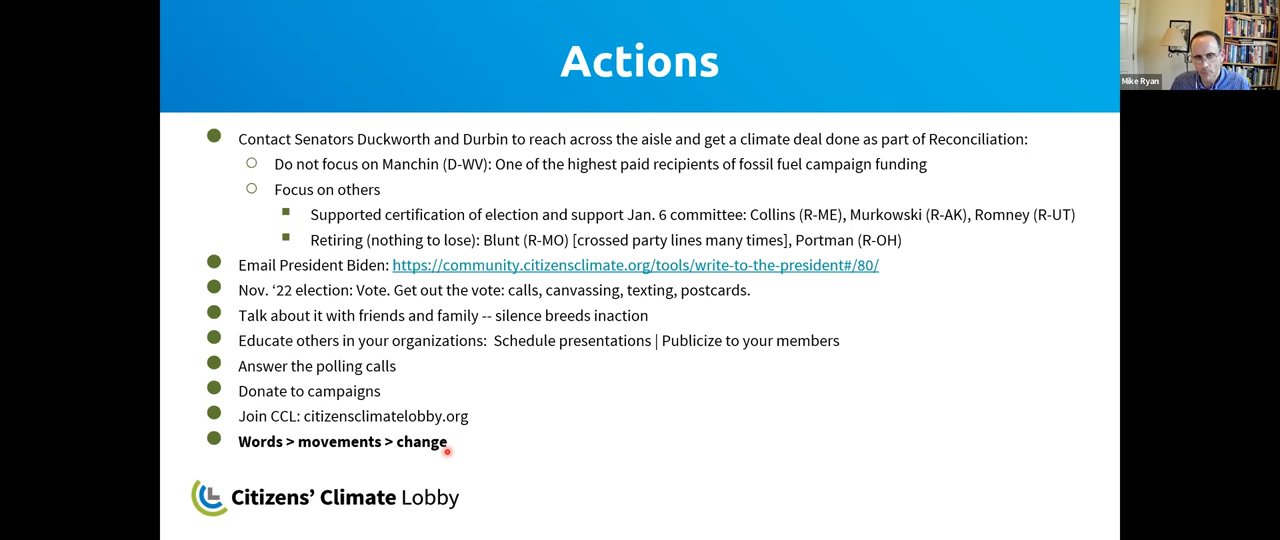 Actions
Mike Ryan
Contact Senators Duckworth and Durbin to reach across the aisle and get a climate deal done as part of Reconciliation:
Do not focus on Manchin (D-WV): One of the highest paid recipients of fossil fuel campaign funding
Focus on others
Supported certification of election and support Jan. 6 committee: Collins (R-ME), Murkowski (R-AK), Romney (R-UT)
Retiring (nothing to lose): Blunt (R-MO) [crossed party lines many times], Portman (R-OH)
Email President Biden: https://community.citizensclimate.org/tools/write-to-the-president#/80/
Nov. ‘22 election: Vote. Get out the vote: calls, canvassing, texting, postcards.
Talk about it with friends and family -- silence breeds inaction
Educate others in your organizations:  Schedule presentations | Publicize to your members
Answer the polling calls
Donate to campaigns
Join CCL: citizensclimatelobby.org
Words > movements > change
Citizens’ Climate Lobby